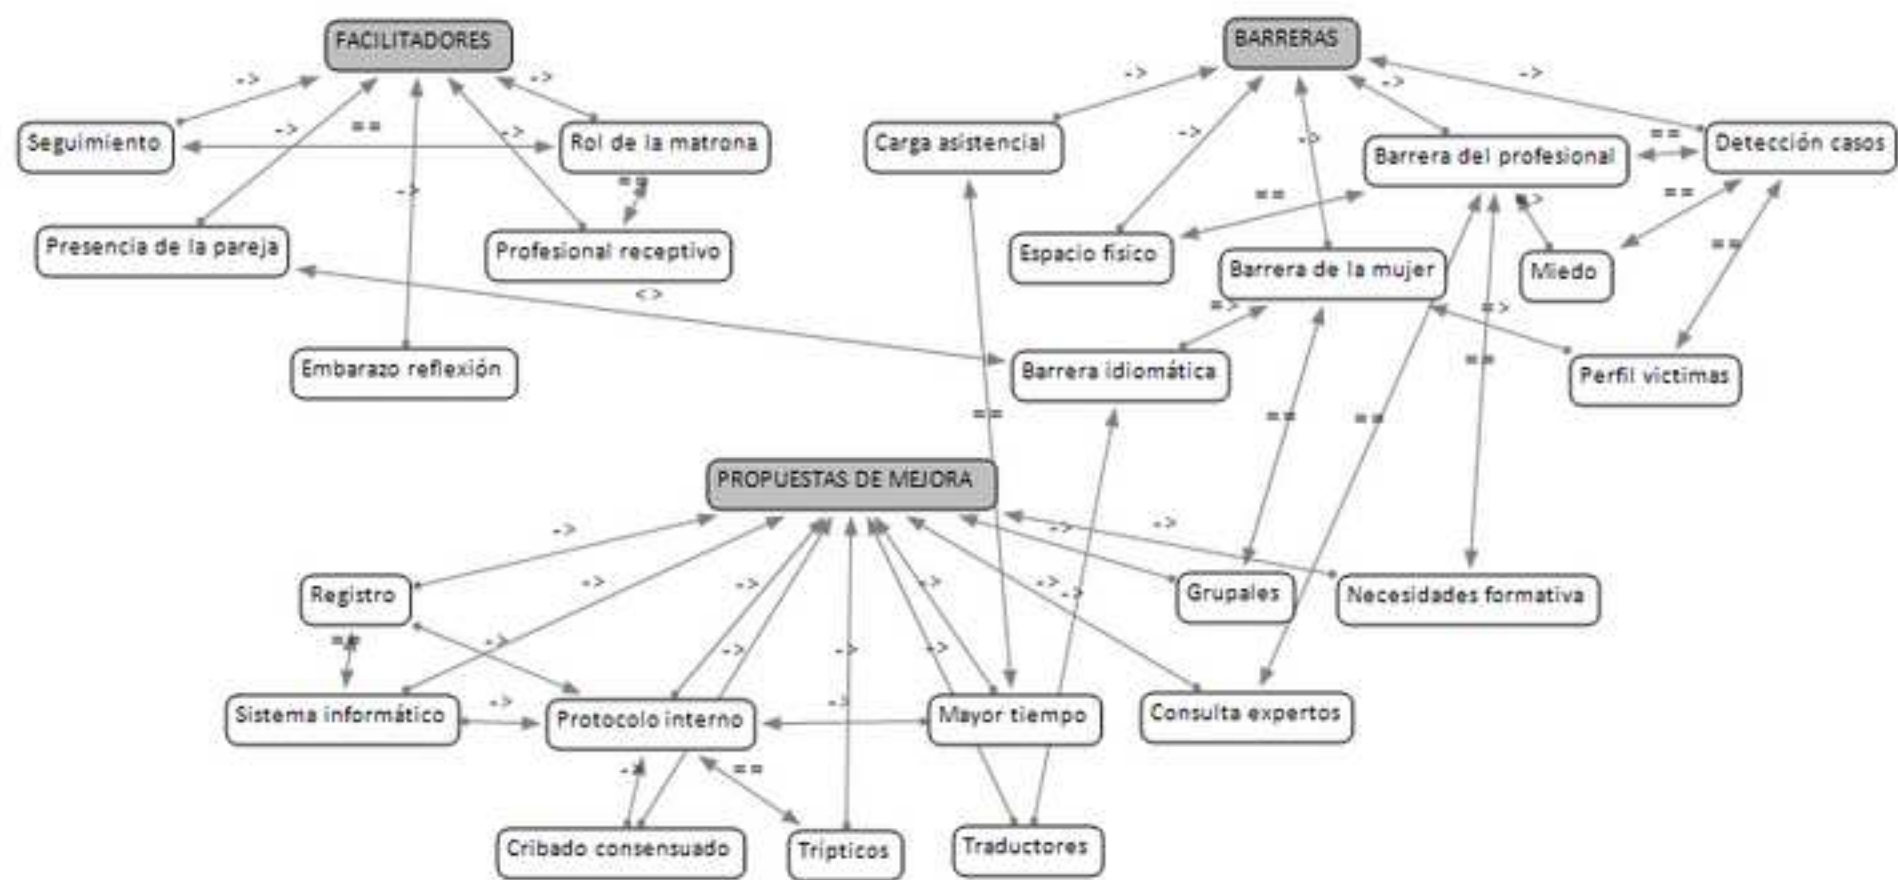 FACILITADORES
BARRERAS
->
->
->
->
->
Seguimiento
->
==
->
Rol de la matrona
Carga asistencial
->
->
Barrera del profesional
==
Detección casos
==
->
==
==
=>
Presencia de la pareja
Profesional receptivo
Espacio físico
Barrera de la mujer
Miedo
==
<>
=>
=>
Embarazo reflexión
Barrera idiomática
==
Perfil victimas
==
==
==
PROPUESTAS DE MEJORA
->
->
->
Registro
->
->
->
->
->
Grupales
Necesidades formativa
==
->
->
->
->
Sistema informático
->
Protocolo interno
->
Mayor tiempo
Consulta expertos
->
==
Cribado consensuado
Trípticos
Traductores